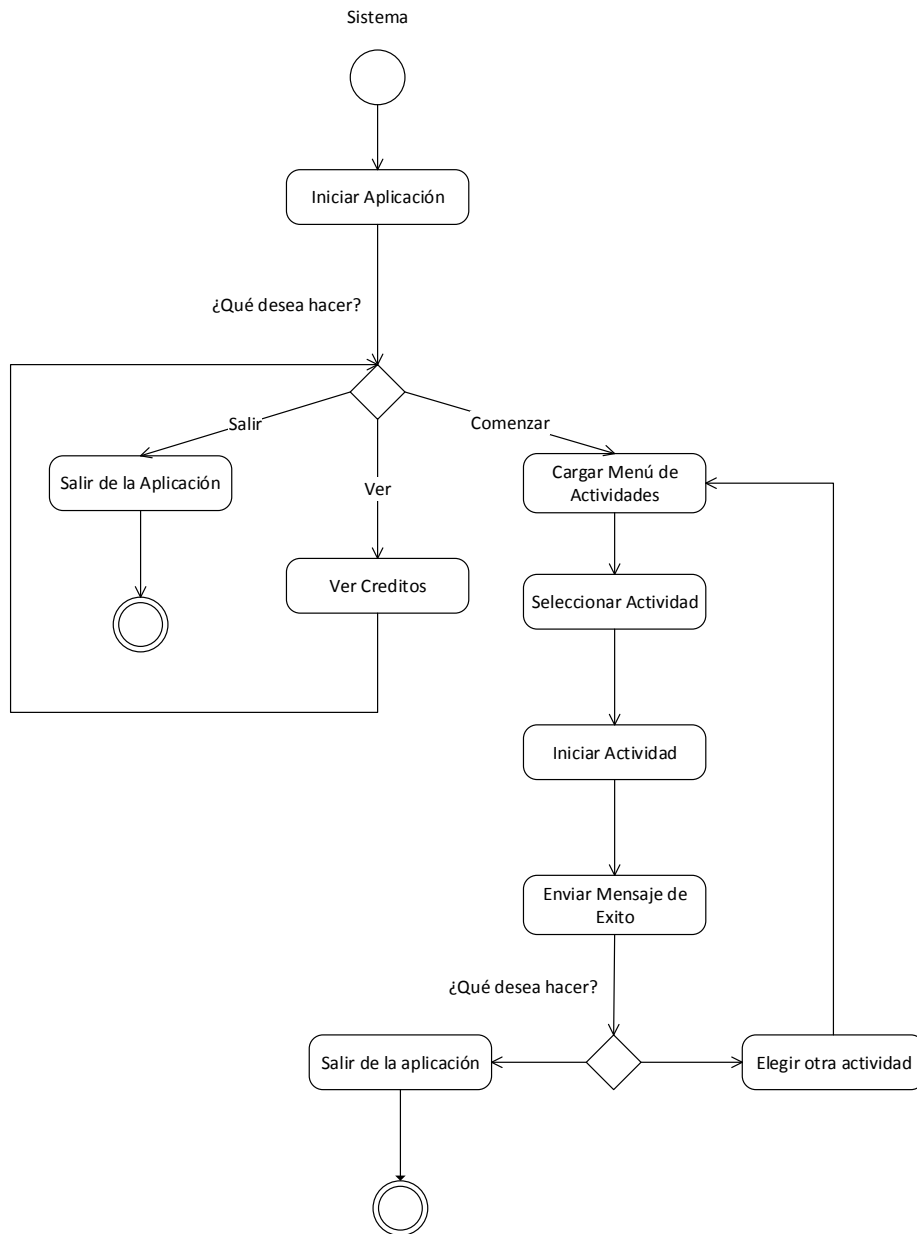 Sistema
Iniciar Aplicación
¿Qué desea hacer?
Salir
Comenzar
Salir de la Aplicación
Ver
Cargar Menú de
Actividades
Ver Creditos
Seleccionar Actividad
Iniciar Actividad
Enviar Mensaje de
Exito
¿Qué desea hacer?
Salir de la aplicación
Elegir otra actividad